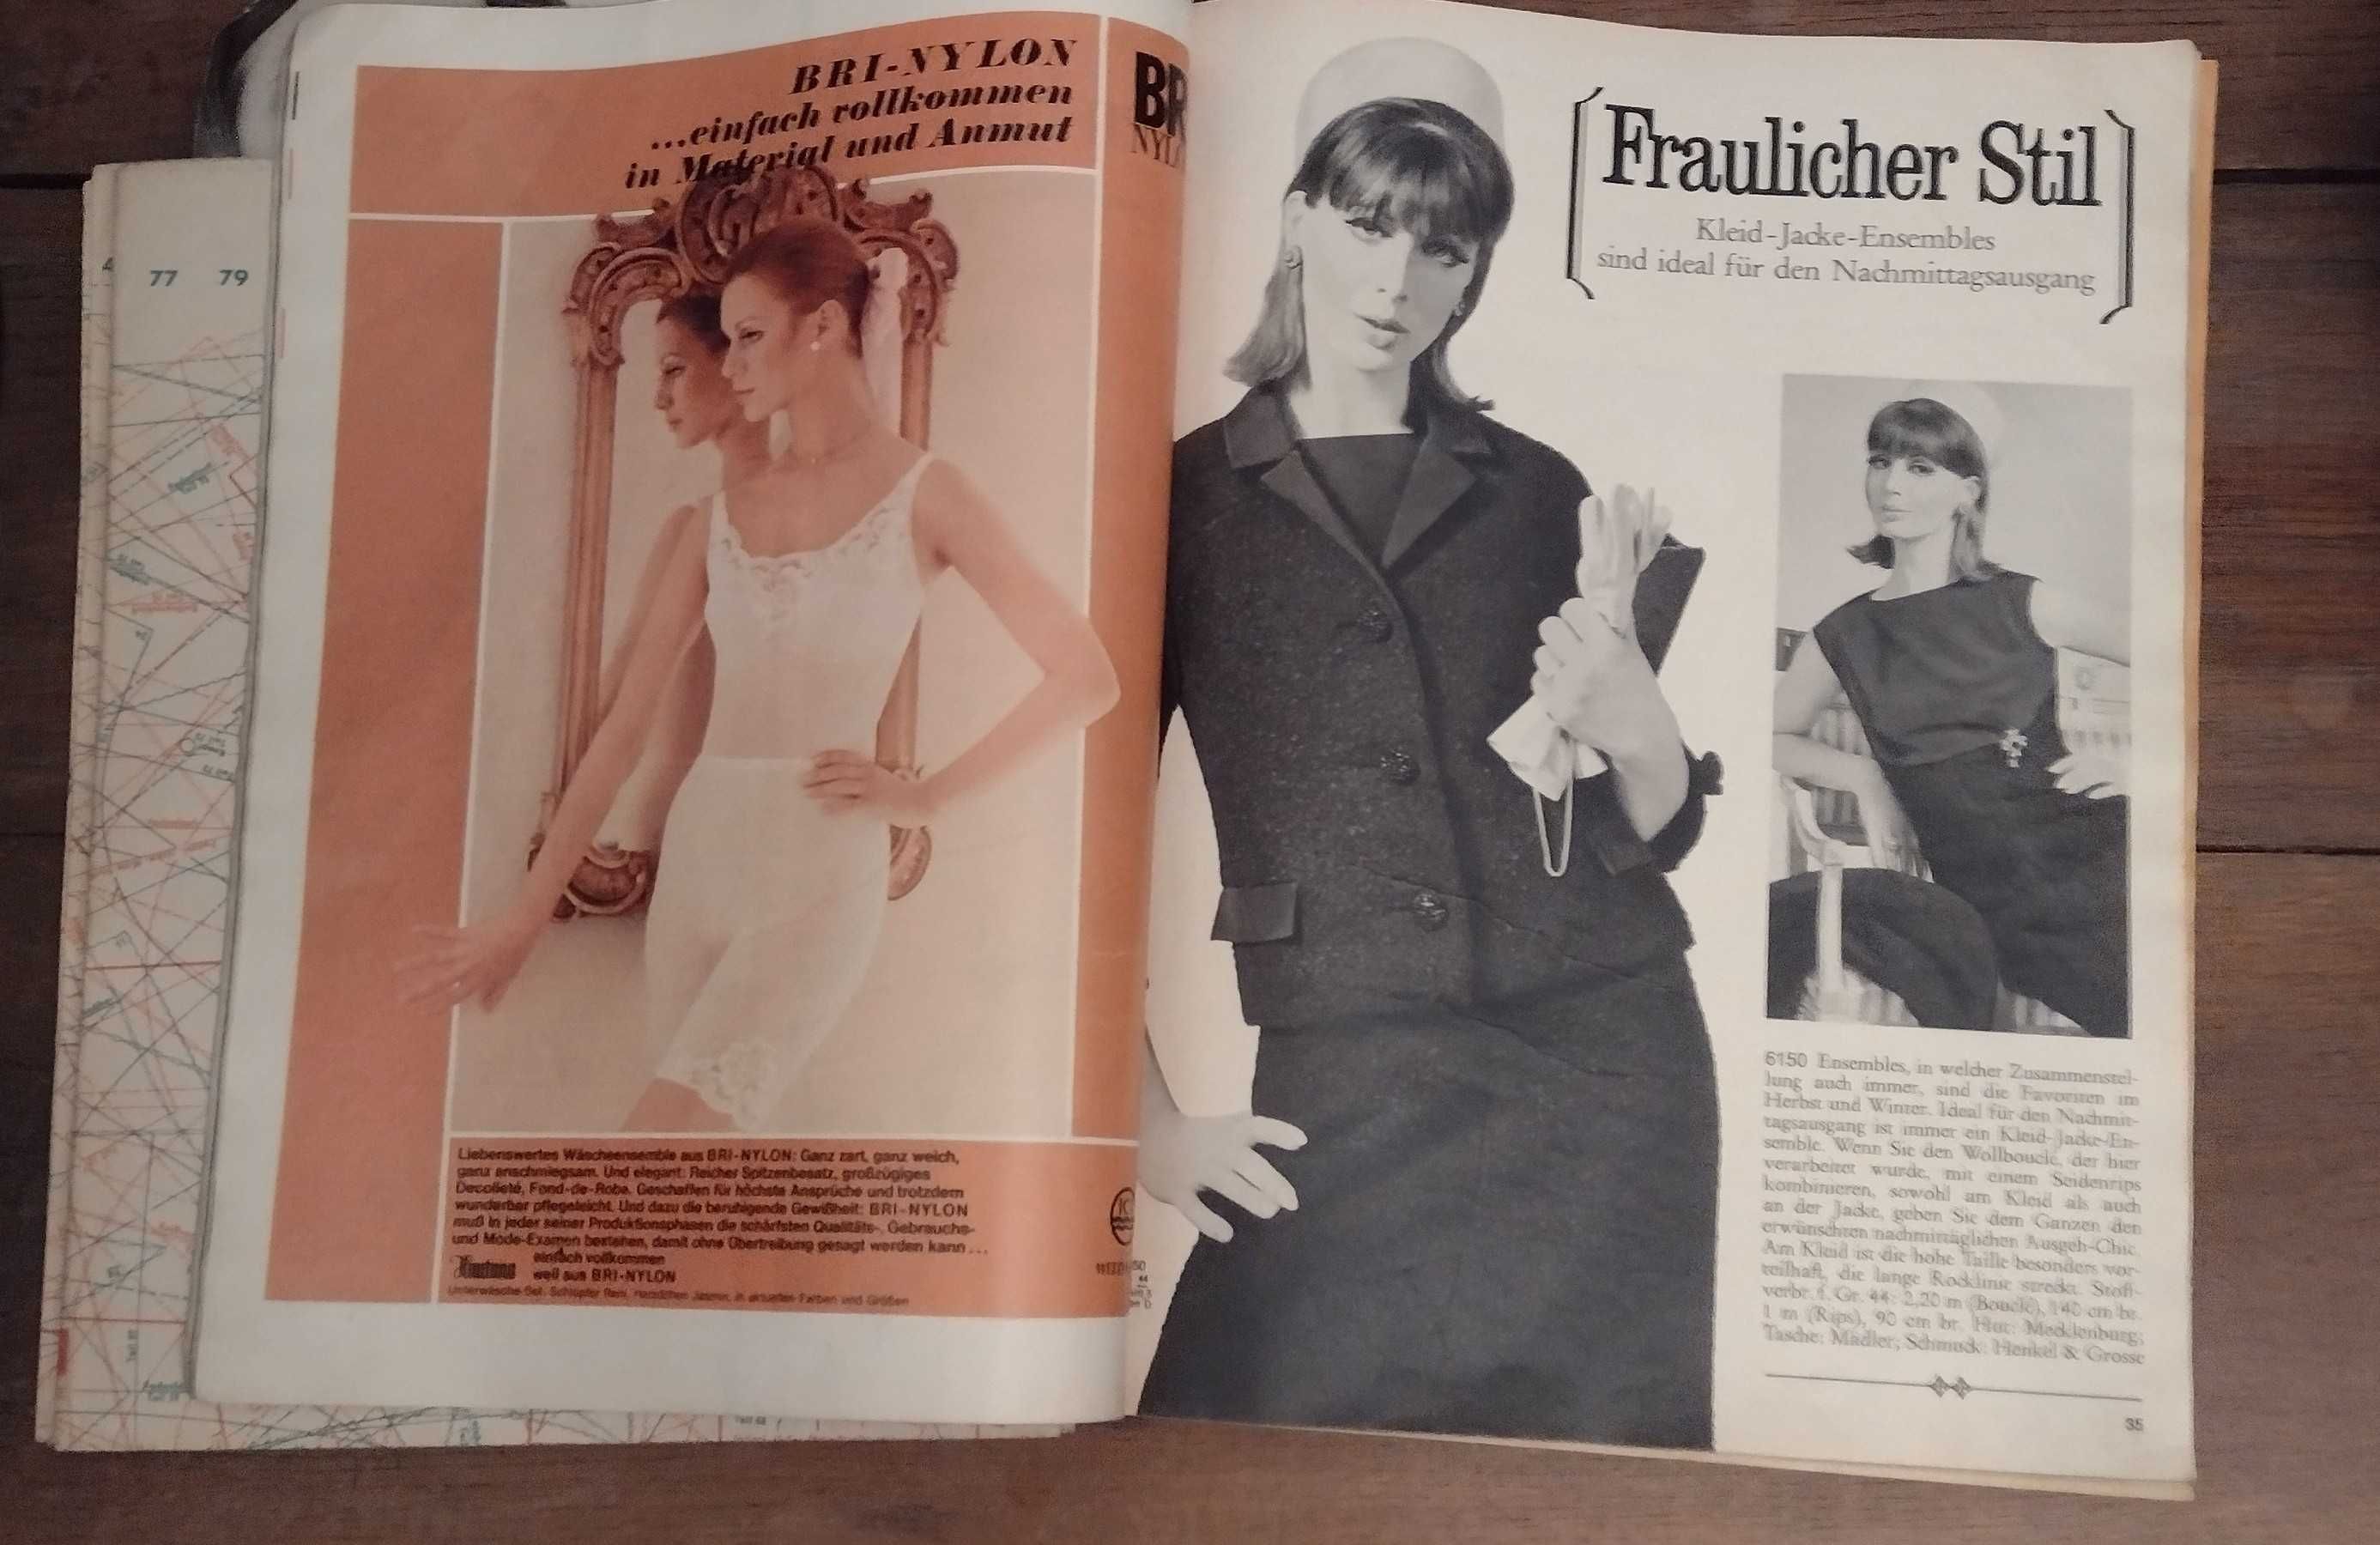 77 79
BRI-NYLON
...einfach vollkommen
in Material und Anmut
Liebenswertes Wäscheensemble aus BRI-NYLON: Ganz zart, ganz weich,
ganz anschmiegsam. Und elegant: Reicher Spitzenbesatz, großzügiges
Decolleté, Fond-de-Robe. Geschaffen für höchste Ansprüche und trotzdem
wunderbar pflegeleicht. Und dazu die beruhigende Gewißheit: BRI-NYLON
muß in jeder seiner Produktionsphasen die schärfsten Qualitäts-, Gebrauchs-
und Mode-Examen bestehen, damit ohne Übertreibung gesagt werden kann...
einfach vollkommen
weil aus BRI-NYLON
in aktuellen Farben und Größen
BR
NYL
Fraulicher Stil
Kleid-Jacke-Ensembles
sind ideal für den Nachmittagsausgang
6150 Ensembles, in welcher Zusammenstel-
lung auch immer, sind die Favoriten im
Herbst und Winter. Ideal für den Nachmit-
tagsausgang ist immer ein Kleid-Jacke-En-
semble. Wenn Sie den Wollbouclé, der hier
verarbeitet wurde, mit einem Seidenrips
kombinieren, sowohl am Kleid als auch
an der Jacke, geben Sie dem Ganzen den
erwünschten nachmittäglichen Ausgeh-Chic.
Am Kleid ist die hohe Taille besonders vor-
teilhaft, die lange Rocklinie streckt. Stoff-
verbr. f. Gr. 44: 2,20 m (Bouclé), 140 cm br.
1 m (Rips), 90 cm br. Hut: Mecklenburg;
Tasche: Mädler; Schmuck: Henkel & Grosse
35